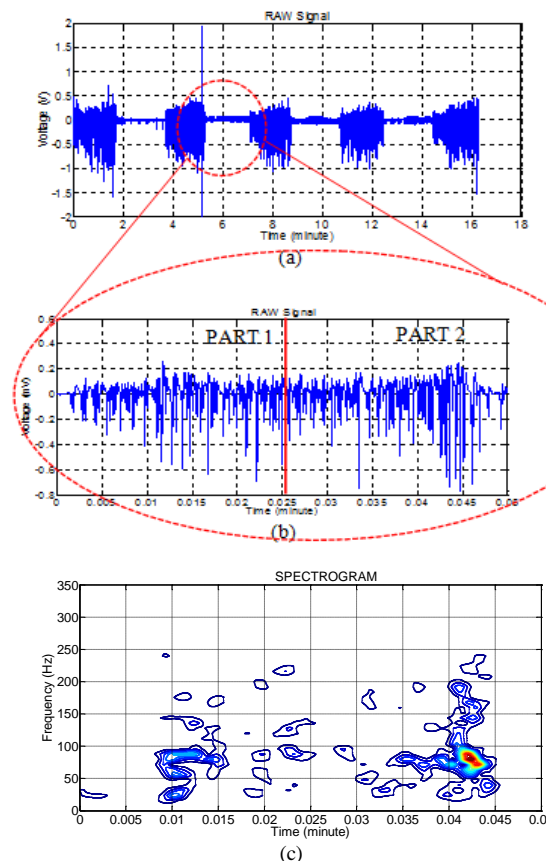 RAW Signal
2
1.5
1
0.5
0
-0.5
-1
-1.5
-2
Voltage (V)
0 2 4 6 8 10 12 14 16 18
Time (minute)
(a)
RAW Signal
PART 1 PART 2
0.6
0.4
0.2
0
-0.2
-0.4
-0.6
-0.8
Voltage (mV)
0 0.005 0.01 0.015 0.02 0.025 0.03 0.035 0.04 0.045 0.05
Time (minute)
(b)
SPECTROGRAM
350
300
250
200
150
100
50
0
Frequency (Hz)
0 0.005 0.01 0.015 0.02 0.025 0.03 0.035 0.04 0.045 0.0
Time (minute)
(c)